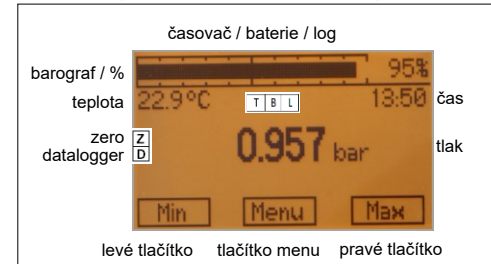 časovač / baterie / log
barograf / % 95%
teplota 22.9°C T B L 13:50 čas
zero Z
datalogger D 0.957 bar tlak
Min Menu Max
levé tlačítko tlačítko menu pravé tlačítko